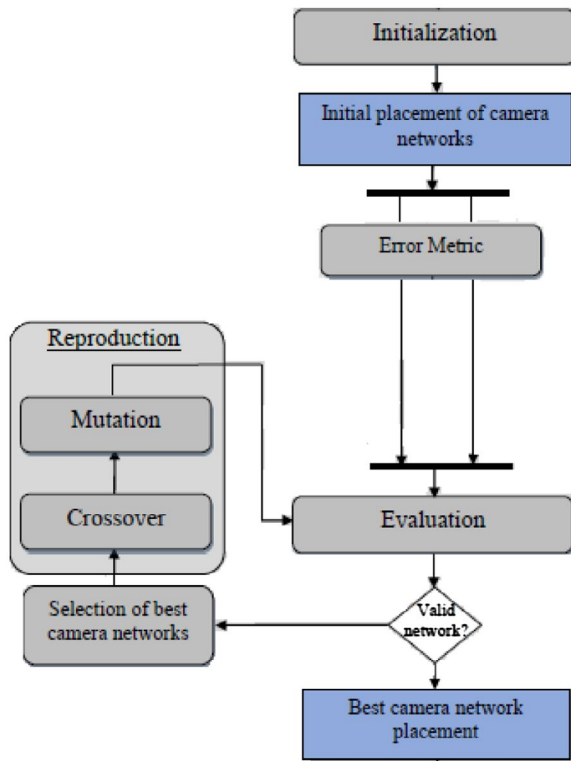 Initialization
Initial placement of camera
networks
Error Metric
Reproduction
Mutation
Crossover
Evaluation
Selection of best
camera networks
Valid
network?
Best camera network
placement